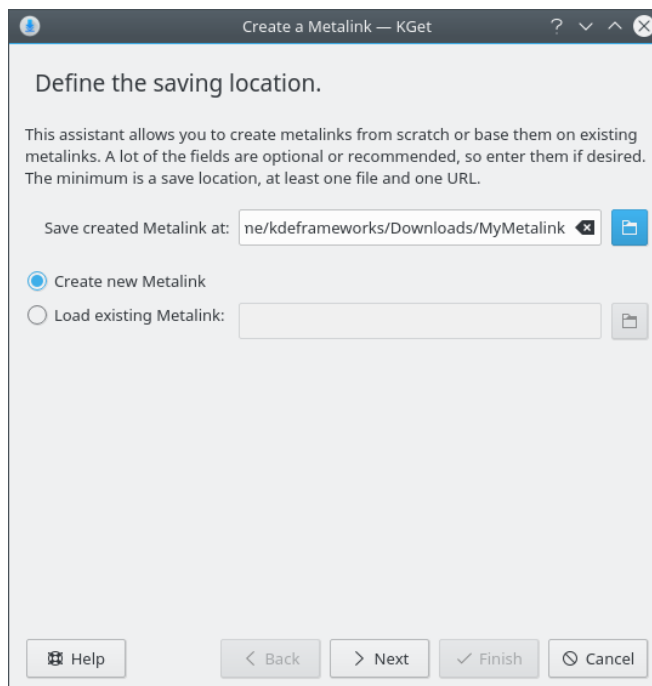 Create a Metalink — KGet
Define the saving location.
This assistant allows you to create metalinks from scratch or base them on existing
metalinks. A lot of the fields are optional or recommended, so enter them if desired.
The minimum is a save location, at least one file and one URL.
Save created Metalink at: ne/kdeframeworks/Downloads/MyMetalink
Create new Metalink
Load existing Metalink:
Help Back Next Finish Cancel